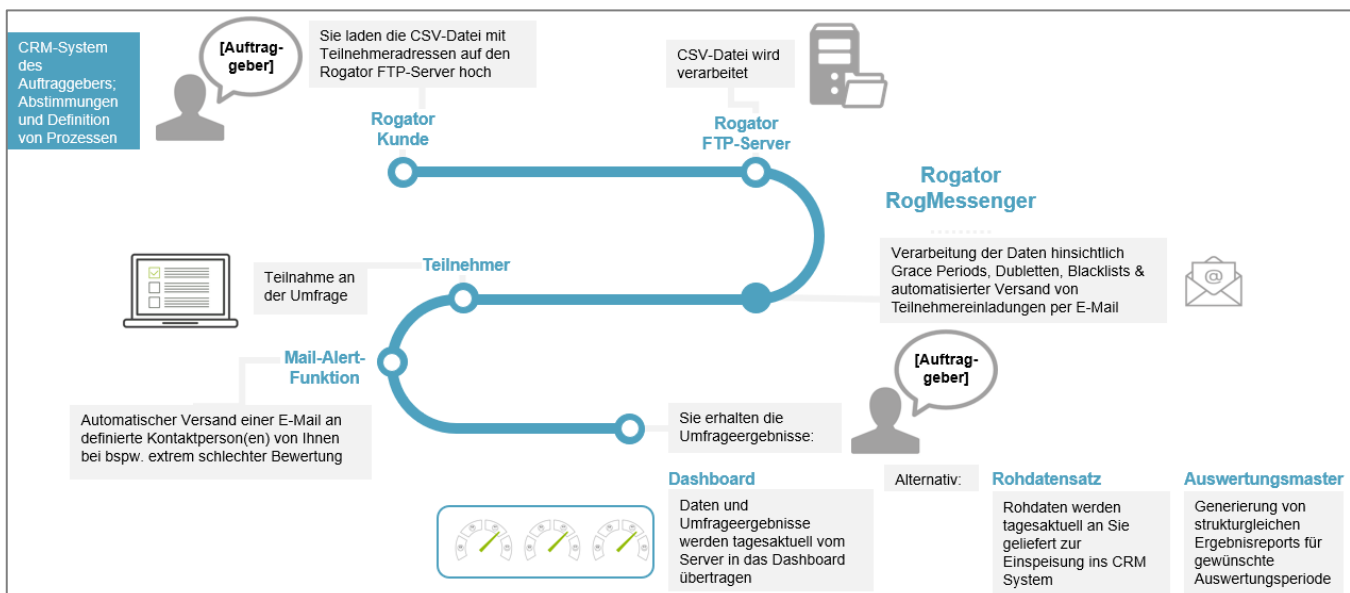 CRM-System
des
Auftraggebers;
Abstimmungen
und Definition
von Prozessen
[Auftrag-
geber]
Sie laden die CSV-Datei mit
Teilnehmeradressen auf den
Rogator FTP-Server hoch
CSV-Datei wird
verarbeitet
Rogator
Kunde
Rogator
FTP-Server
Rogator
RogMessenger
Verarbeitung der Daten hinsichtlich
Grace Periods, Dubletten, Blacklists &
automatisierter Versand von
Teilnehmereinladungen per E-Mail
@
Teilnehmer
Teilnahme an
der Umfrage
Mail-Alert-
Funktion
Automatischer Versand einer E-Mail an
definierte Kontaktperson(en) von Ihnen
bei bspw. extrem schlechter Bewertung
[Auftrag-
geber]
Sie erhalten die
Umfrageergebnisse:
Dashboard
Daten und
Umfrageergebnisse
werden tagesaktuell vom
Server in das Dashboard
übertragen
Alternativ:
Rohdatensatz
Rohdaten werden
tagesaktuell an Sie
geliefert zur
Einspeisung ins CRM
System
Auswertungsmaster
Generierung von
strukturgleichen
Ergebnisreports für
gewünschte
Auswertungsperiode